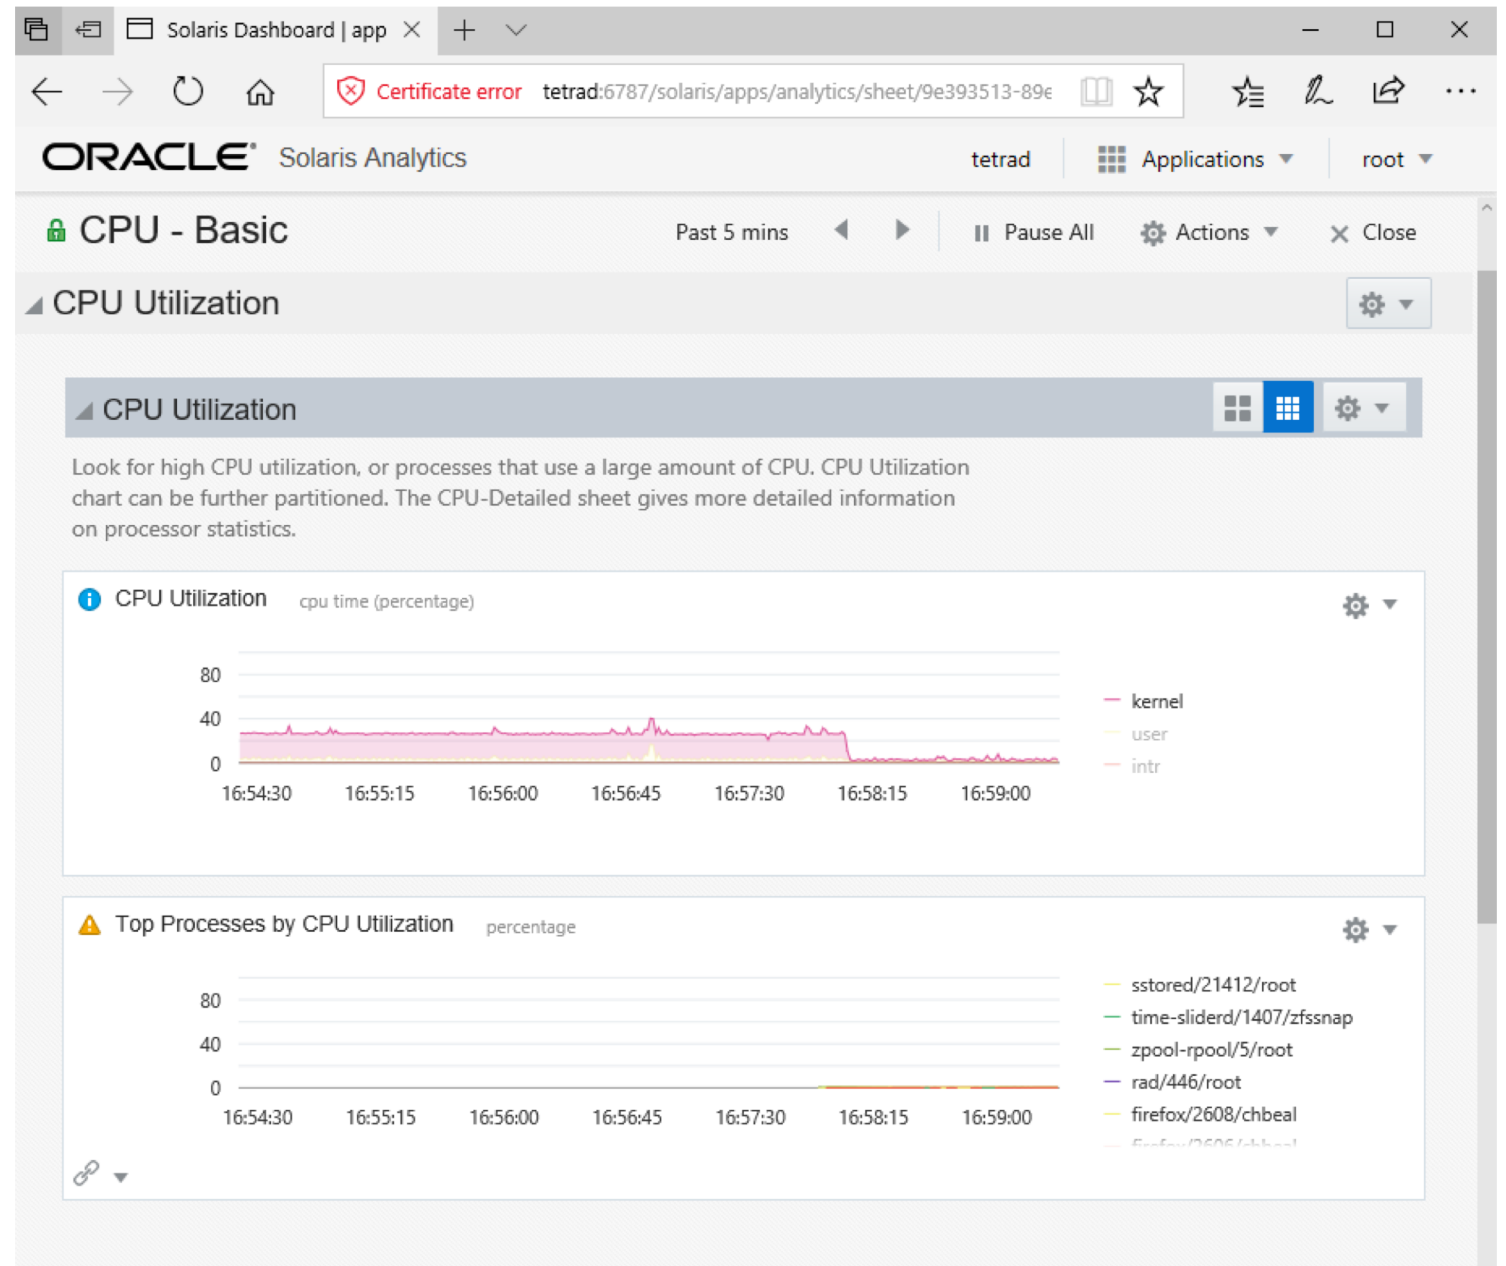 Solaris Dashboard | app
Certificate error tetrad:6787/solaris/apps/analytics/sheet/9e393513-89e
ORACLE Solaris Analytics tetrad Applications root
CPU - Basic Past 5 mins Pause All Actions Close
CPU Utilization
CPU Utilization
Look for high CPU utilization, or processes that use a large amount of CPU. CPU Utilization
chart can be further partitioned. The CPU-Detailed sheet gives more detailed information
on processor statistics.
CPU Utilization cpu time (percentage)
80
40
0
16:54:30 16:55:15 16:56:00 16:56:45 16:57:30 16:58:15 16:59:00
kernel
user
intr
Top Processes by CPU Utilization percentage
80
40
0
16:54:30 16:55:15 16:56:00 16:56:45 16:57:30 16:58:15 16:59:00
sstored/21412/root
time-sliderd/1407/zfssnap
zpool-rpool/5/root
rad/446/root
firefox/2608/chbeal
firefox/2606/chbeal